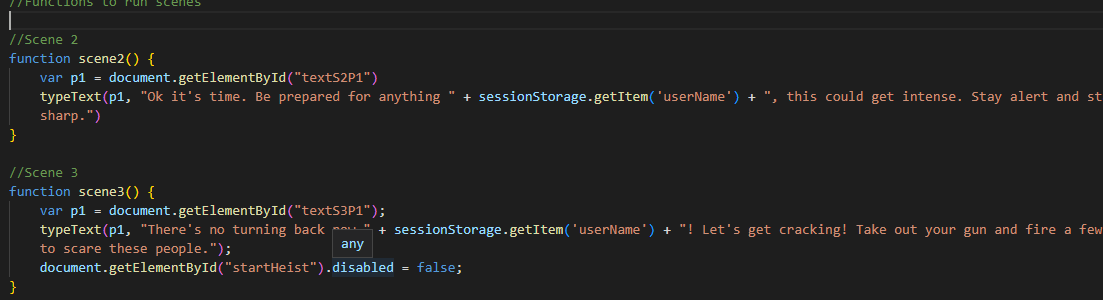 //Functions to run scenes
//Scene 2
function scene2() {
var p1 = document.getElementById("textS2P1")
typeText(p1, "Ok it's time. Be prepared for anything " + sessionStorage.getItem('userName') + ", this could get intense. Stay alert and st
sharp.")
}
//Scene 3
function scene3() {
var p1 = document.getElementById("textS3P1");
typeText(p1, "There's no turning back now " + sessionStorage.getItem('userName') + "! Let's get cracking! Take out your gun and fire a few
any
to scare these people.");
document.getElementById("startHeist").disabled = false;
}